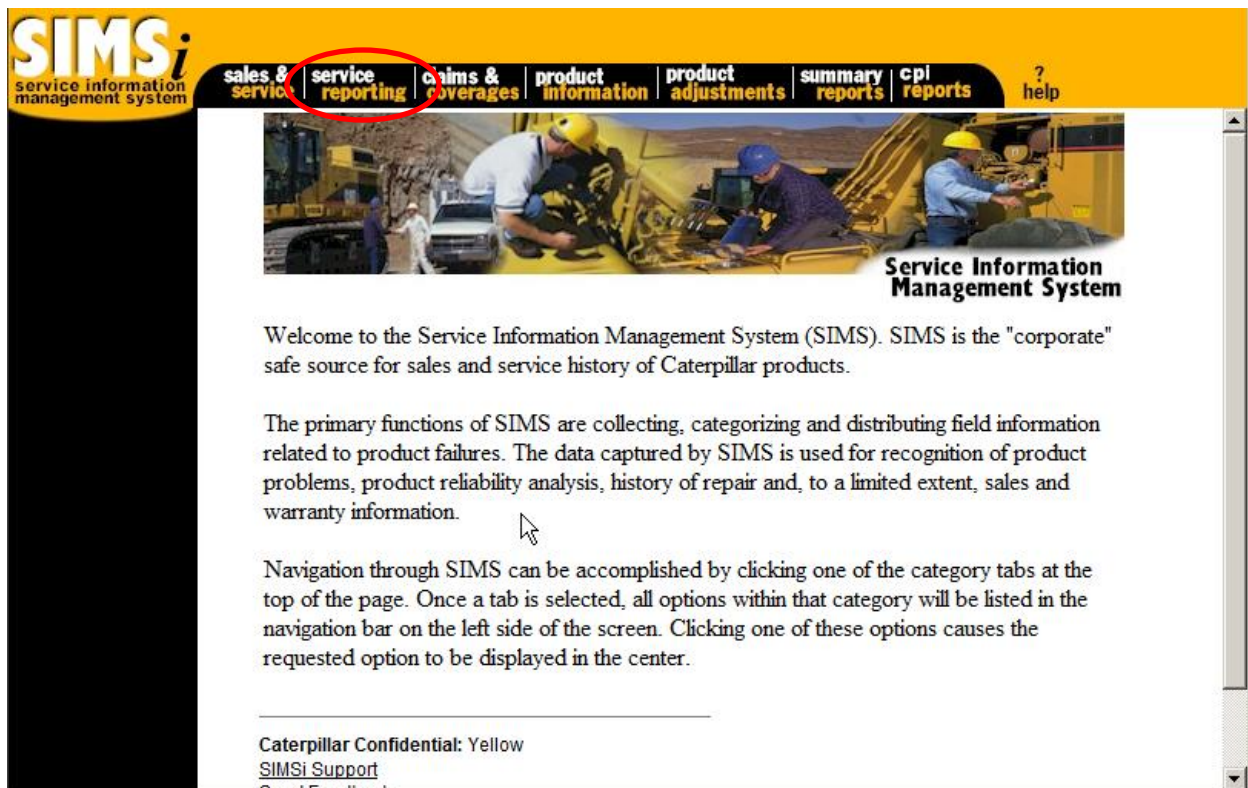 SIMSi
service information
management system
sales & service
service reporting
claims & coverages
product information
product adjustments
summary reports
cpi reports
? help
Service Information
Management System
Welcome to the Service Information Management System (SIMS). SIMS is the "corporate"
safe source for sales and service history of Caterpillar products.
The primary functions of SIMS are collecting, categorizing and distributing field information
related to product failures. The data captured by SIMS is used for recognition of product
problems, product reliability analysis, history of repair and, to a limited extent, sales and
warranty information.
Navigation through SIMS can be accomplished by clicking one of the category tabs at the
top of the page. Once a tab is selected, all options within that category will be listed in the
navigation bar on the left side of the screen. Clicking one of these options causes the
requested option to be displayed in the center.
Caterpillar Confidential: Yellow
SIMSi Support